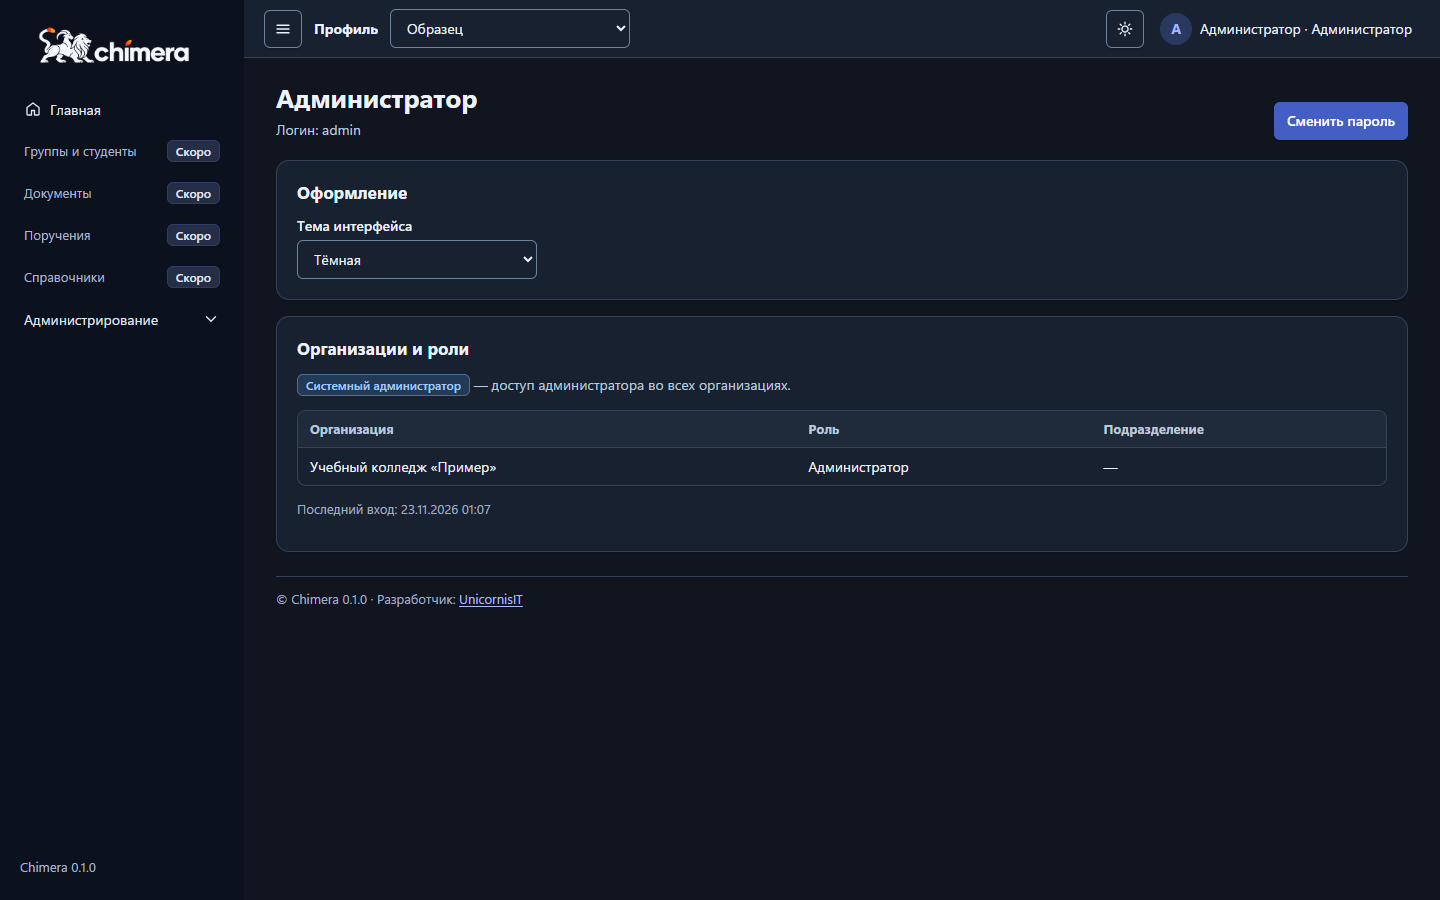 chimera
Профиль
Образец
А
Администратор · Администратор
Главная
Группы и студенты
Скоро
Документы
Скоро
Поручения
Скоро
Справочники
Скоро
Администрирование
Администратор
Логин: admin
Сменить пароль
Оформление
Тема интерфейса
Тёмная
Организации и роли
Системный администратор — доступ администратора во всех организациях.
Организация Роль Подразделение
Учебный колледж «Пример» Администратор —
Последний вход: 23.11.2026 01:07
© Chimera 0.1.0 · Разработчик: UnicornisIT
Chimera 0.1.0